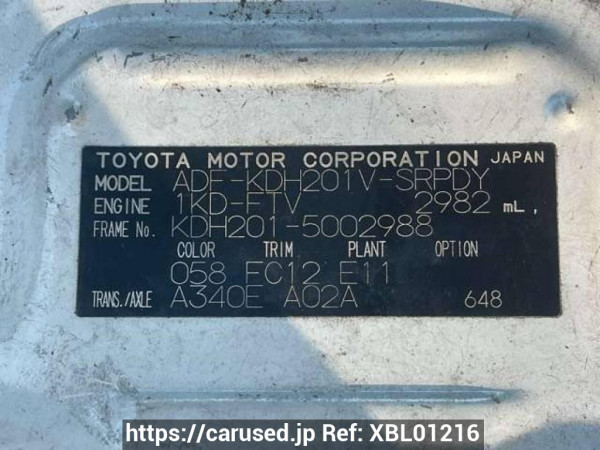 TOYOTA MOTOR CORPORATION JAPAN
MODEL ADF-KDH201V-SRPDY
ENGINE 1KD-FTV 2982 mL,
FRAME No. KDH201-5002988
COLOR TRIM PLANT OPTION
058 FC12 E11
TRANS./AXLE A340E A02A 648
https://carused.jp Ref: XBL01216